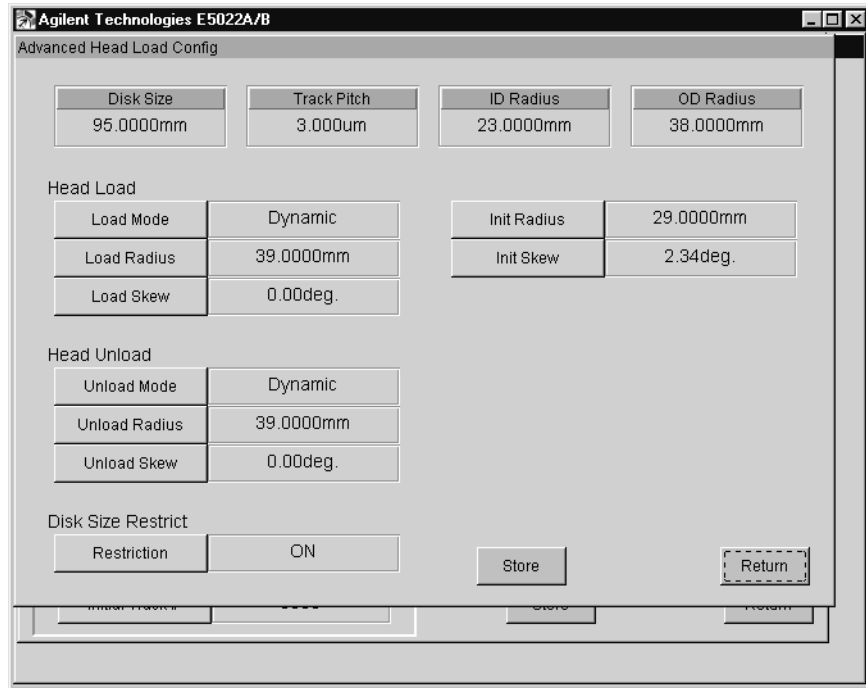 Agilent Technologies E5022A/B
Advanced Head Load Config
Disk Size Track Pitch ID Radius OD Radius
95.0000mm 3.000um 23.0000mm 38.0000mm
Head Load
Load Mode Dynamic Init Radius 29.0000mm
Load Radius 39.0000mm Init Skew 2.34deg.
Load Skew 0.00deg.
Head Unload
Unload Mode Dynamic
Unload Radius 39.0000mm
Unload Skew 0.00deg.
Disk Size Restrict
Restriction ON Store Return
Store Return